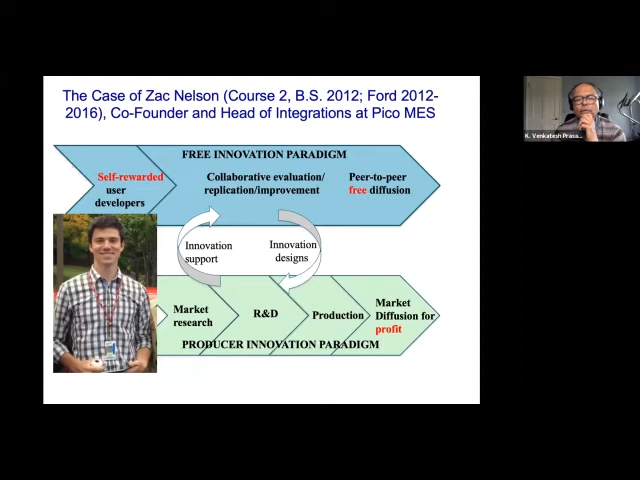 The Case of Zac Nelson (Course 2, B.S. 2012; Ford 2012-
2016), Co-Founder and Head of Integrations at Pico MES
FREE INNOVATION PARADIGM
Self-rewarded
user
developers
Collaborative evaluation/
replication/improvement
Peer-to-peer
free diffusion
Innovation
support
Innovation
designs
Market
research
R&D
Production
Market
Diffusion for
profit
PRODUCER INNOVATION PARADIGM
K. Venkatesh Prasa...